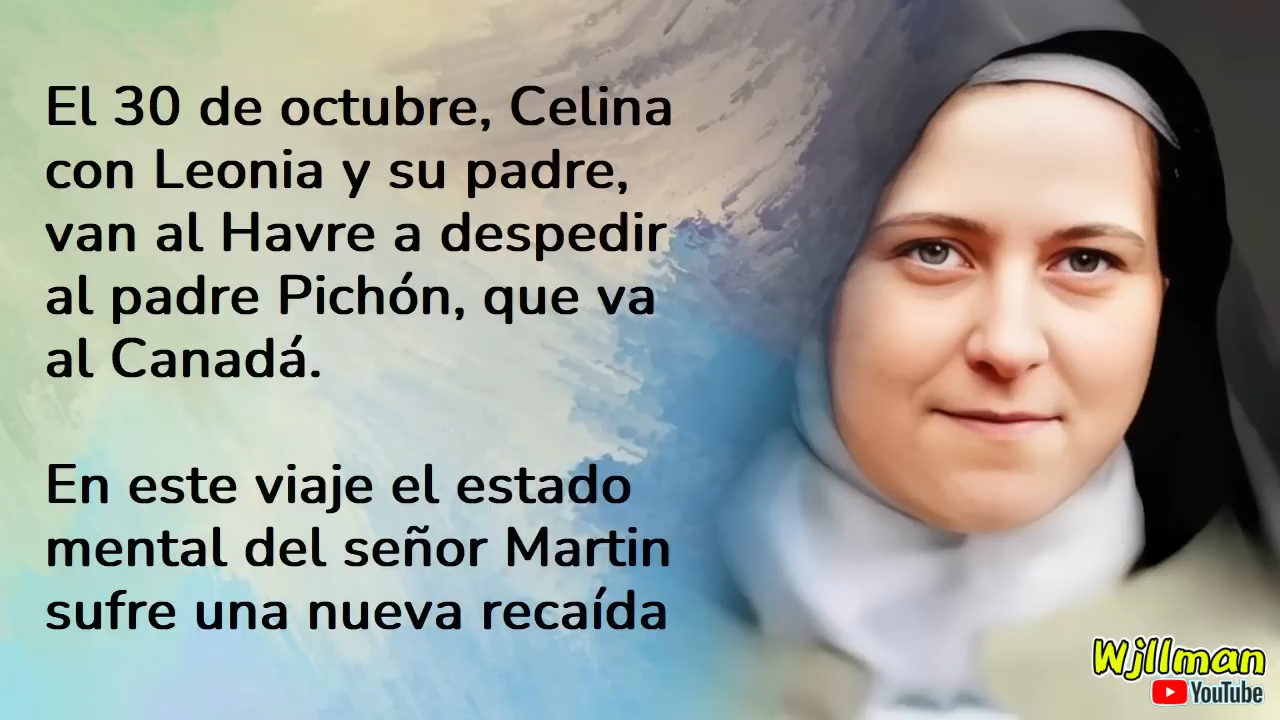 El 30 de octubre, Celina
con Leonia y su padre,
van al Havre a despedir
al padre Pichón, que va
al Canadá.
En este viaje el estado
mental del señor Martin
sufre una nueva recaída
Wjllman
YouTube